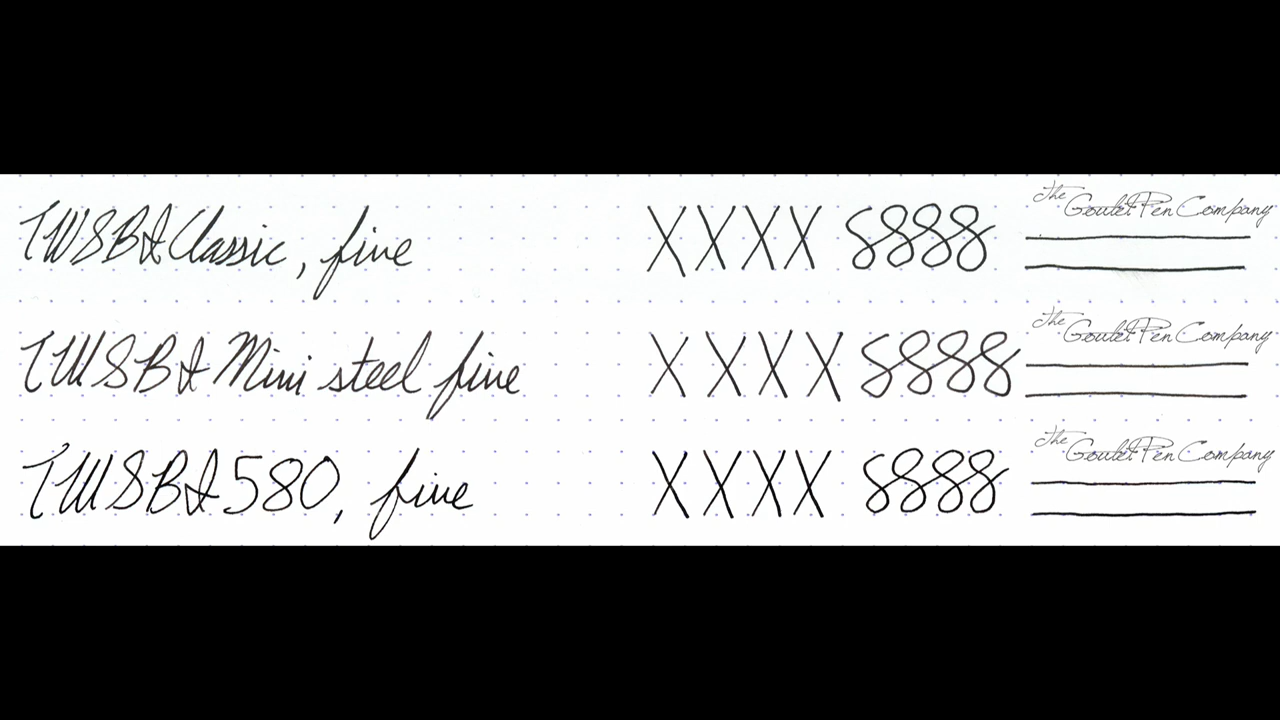 TWSBI Classic, fine XXXX 8888 The Goulet Pen Company
TWSBI Mini steel fine XXXX 8888 The Goulet Pen Company
TWSBI 580, fine XXXX 8888 The Goulet Pen Company